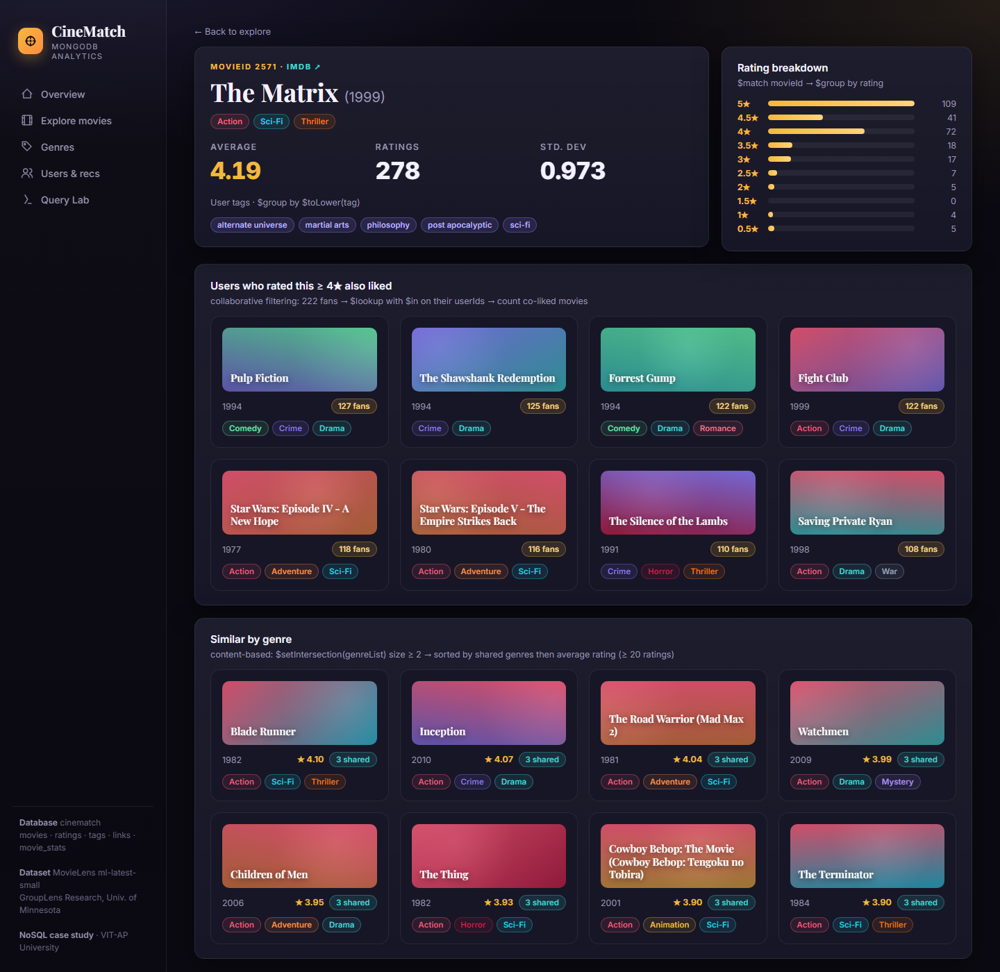 CineMatch
MONGODB
ANALYTICS
Overview
Explore movies
Genres
Users & recs
Query Lab
Database cinematch
movies · ratings · tags · links ·
movie_stats
Dataset MovieLens ml-latest-
small
GroupLens Research, Univ. of
Minnesota
NoSQL case study · VIT-AP
University
← Back to explore
MOVIEID 2571 · IMDB ↗
The Matrix (1999)
Action Sci-Fi Thriller
AVERAGE RATINGS STD. DEV
4.19 278 0.973
User tags · $group by $toLower(tag)
alternate universe martial arts philosophy post apocalyptic sci-fi
Rating breakdown
$match movieId → $group by rating
5★ 109
4.5★ 41
4★ 72
3.5★ 18
3★ 17
2.5★ 7
2★ 5
1.5★ 0
1★ 4
0.5★ 5
Users who rated this ≥ 4★ also liked
collaborative filtering: 222 fans → $lookup with $in on their userIds → count co-liked movies
Pulp Fiction
1994 127 fans
Comedy Crime Drama
The Shawshank Redemption
1994 125 fans
Crime Drama
Forrest Gump
1994 122 fans
Comedy Drama Romance
Fight Club
1999 122 fans
Action Crime Drama
Star Wars: Episode IV - A
New Hope
1977 118 fans
Action Adventure Sci-Fi
Star Wars: Episode V - The
Empire Strikes Back
1980 116 fans
Action Adventure Sci-Fi
The Silence of the Lambs
1991 110 fans
Crime Horror Thriller
Saving Private Ryan
1998 108 fans
Action Drama War
Similar by genre
content-based: $setIntersection(genreList) size ≥ 2 → sorted by shared genres then average rating (≥ 20 ratings)
Blade Runner
1982 ★ 4.10 3 shared
Action Sci-Fi Thriller
Inception
2010 ★ 4.07 3 shared
Action Crime Drama
The Road Warrior (Mad Max
2)
1981 ★ 4.04 3 shared
Action Adventure Sci-Fi
Watchmen
2009 ★ 3.99 3 shared
Action Drama Mystery
Children of Men
2006 ★ 3.95 3 shared
Action Adventure Drama
The Thing
1982 ★ 3.93 3 shared
Action Horror Sci-Fi
Cowboy Bebop: The Movie
(Cowboy Bebop: Tengoku no
Tobira)
2001 ★ 3.90 3 shared
Action Animation Sci-Fi
The Terminator
1984 ★ 3.90 3 shared
Action Sci-Fi Thriller